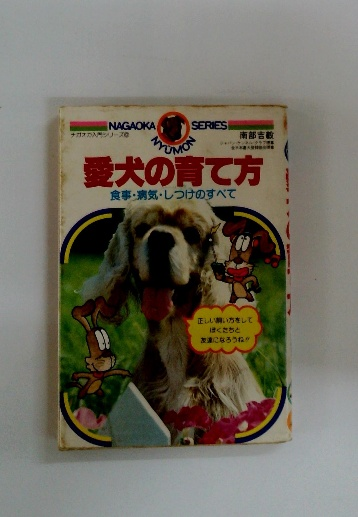 NAGAOKA SERIES
NYUMON
ナガオカ入門シリーズ
南部吉敏
愛犬の育て方
食事・病気・しつけのすべて
正しい飼い方をして
ぼくたちと
友達になろうね!!